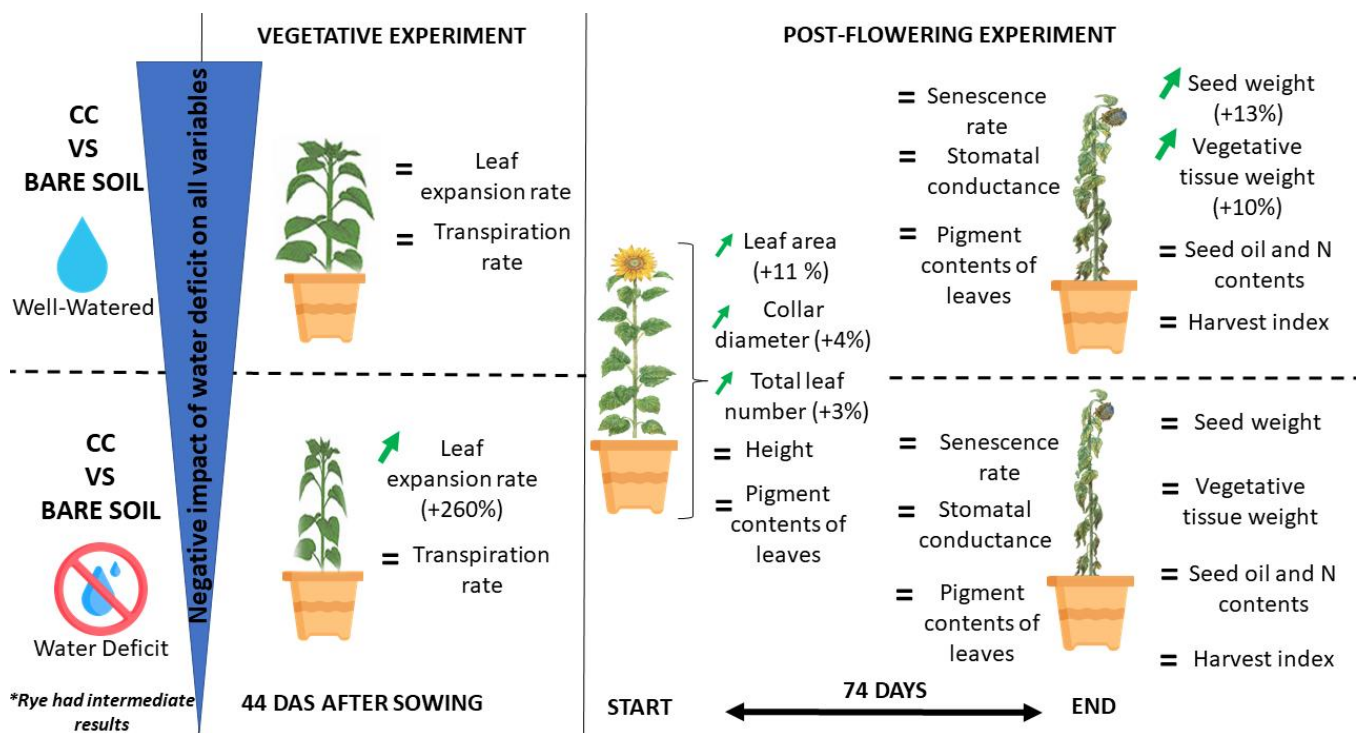 VEGETATIVE EXPERIMENT
POST-FLOWERING EXPERIMENT
CC
VS
BARE SOIL
Well-Watered
Negative impact of water deficit on all variables
= Leaf
expansion rate
= Transpiration
rate
CC
VS
BARE SOIL
Water Deficit
*Rye had intermediate
results
Leaf
expansion rate
(+260%)
= Transpiration
rate
44 DAS AFTER SOWING
Leaf area
(+11 %)
Collar
diameter (+4%)
Total leaf
number (+3%)
= Height
= Pigment
contents of
leaves
START
74 DAYS
END
= Senescence
rate
= Stomatal
conductance
= Pigment
contents of
leaves
Seed weight
(+13%)
Vegetative
tissue weight
(+10%)
= Seed oil and N
contents
= Harvest index
= Senescence
rate
= Stomatal
conductance
= Pigment
contents of
leaves
= Seed weight
= Vegetative
tissue weight
= Seed oil and N
contents
= Harvest index